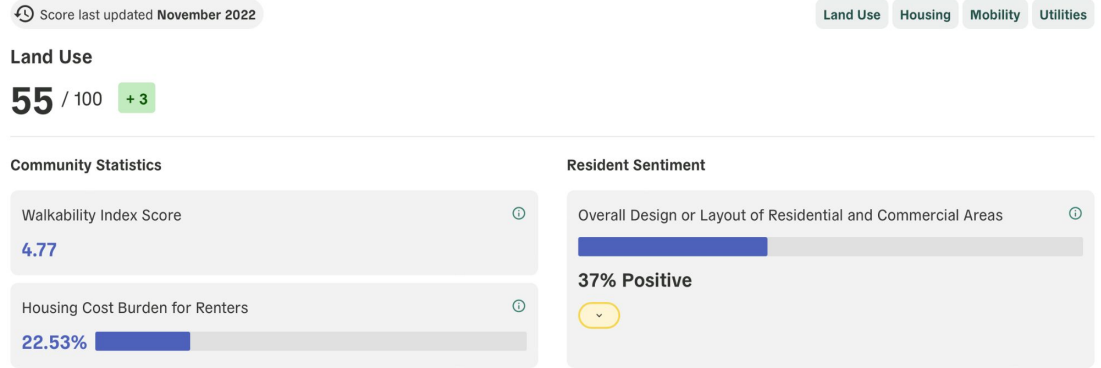 Score last updated November 2022
Land Use Housing Mobility Utilities
Land Use
55 / 100 + 3
Community Statistics
Walkability Index Score
4.77
Housing Cost Burden for Renters
22.53%
Resident Sentiment
Overall Design or Layout of Residential and Commercial Areas
37% Positive